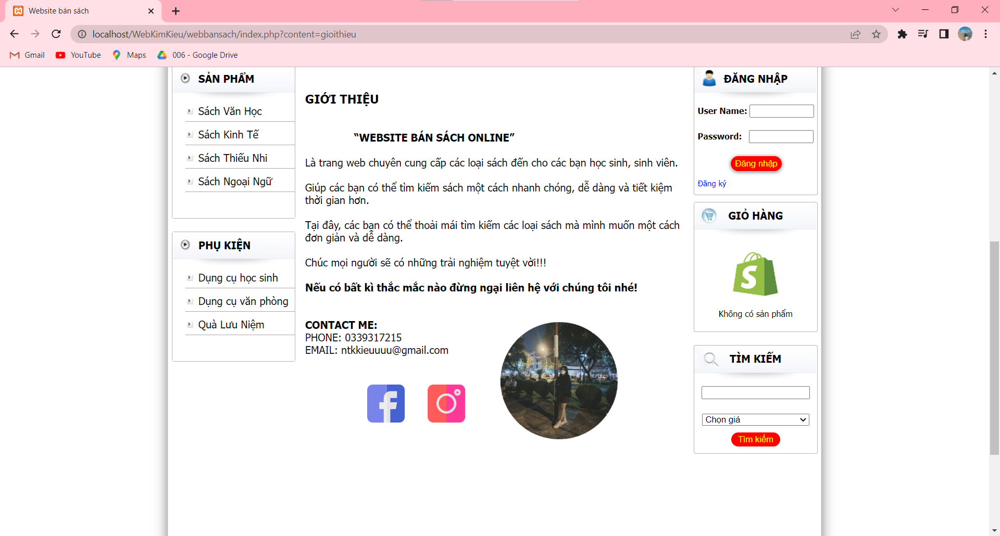 Website bán sách
localhost/WebKimKieu/webbansach/index.php?content=gioithieu
Gmail
YouTube
Maps
006 - Google Drive
SẢN PHẨM
Sách Văn Học
Sách Kinh Tế
Sách Thiếu Nhi
Sách Ngoại Ngữ
PHỤ KIỆN
Dụng cụ học sinh
Dụng cụ văn phòng
Quà Lưu Niệm
GIỚI THIỆU
“WEBSITE BÁN SÁCH ONLINE”
Là trang web chuyên cung cấp các loại sách đến cho các bạn học sinh, sinh viên.
Giúp các bạn có thể tìm kiếm sách một cách nhanh chóng, dễ dàng và tiết kiệm
thời gian hơn.
Tại đây, các bạn có thể thoải mái tìm kiếm các loại sách mà mình muốn một cách
đơn giản và dễ dàng.
Chúc mọi người sẽ có những trải nghiệm tuyệt vời!!!
Nếu có bất kì thắc mắc nào đừng ngại liên hệ với chúng tôi nhé!
CONTACT ME:
PHONE: 0339317215
EMAIL: ntkkieuuuu@gmail.com
ĐĂNG NHẬP
User Name:
Password:
Đăng nhập
Đăng ký
GIỎ HÀNG
S
Không có sản phẩm
TÌM KIẾM
Chọn giá
Tìm kiếm